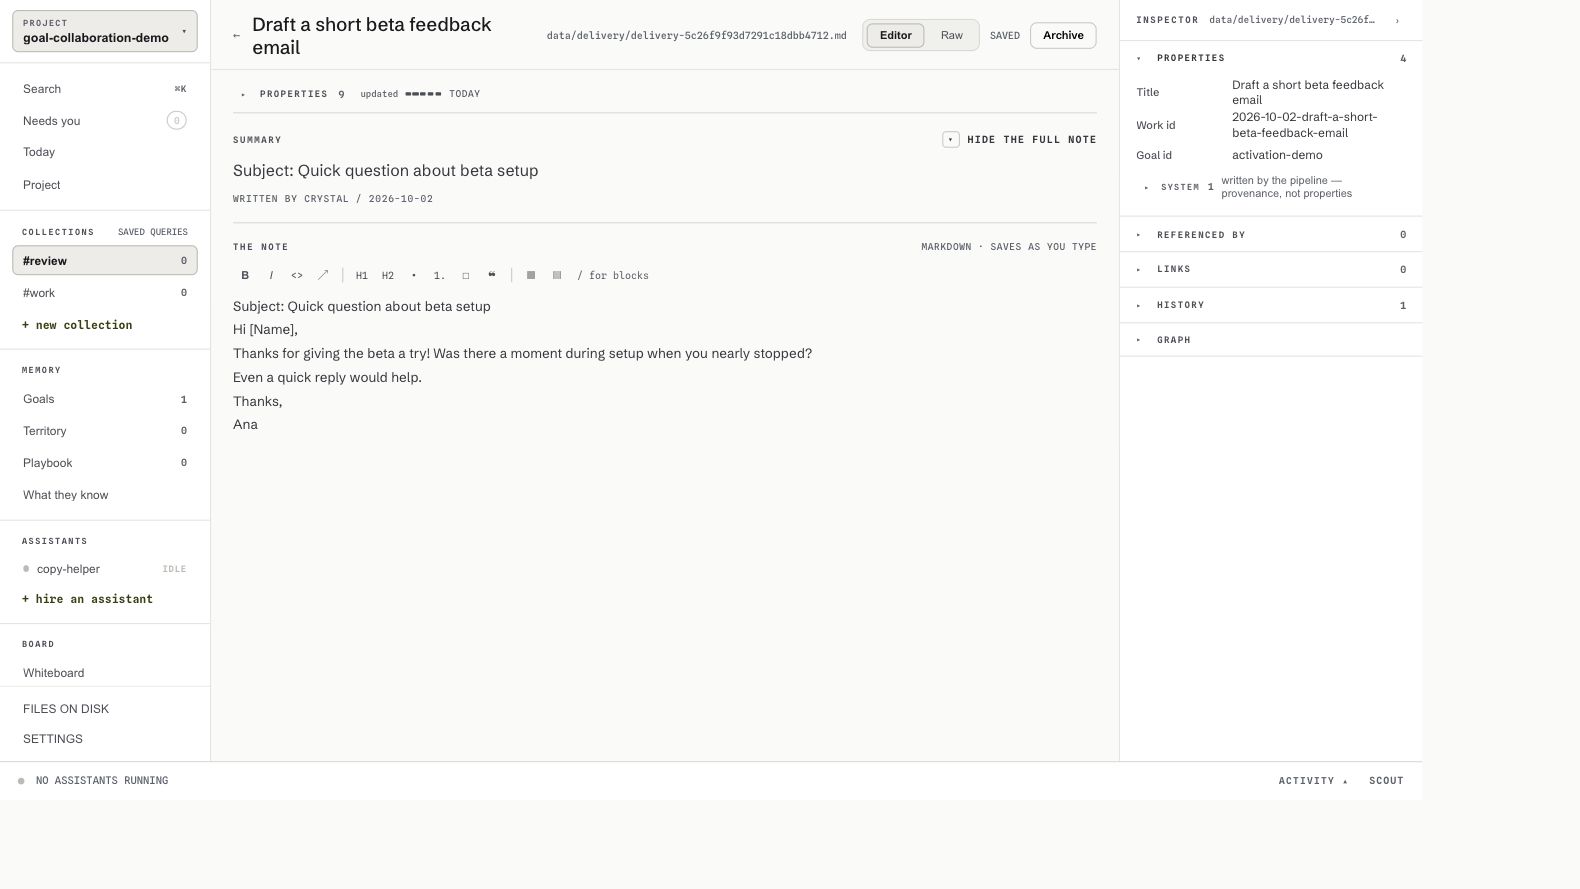 PROJECT
goal-collaboration-demo
Search ⌘K
Needs you 0
Today
Project
COLLECTIONS SAVED QUERIES
#review 0
#work 0
+ new collection
MEMORY
Goals 1
Territory 0
Playbook 0
What they know
ASSISTANTS
copy-helper IDLE
+ hire an assistant
BOARD
Whiteboard
FILES ON DISK
SETTINGS
← Draft a short beta feedback
email
data/delivery/delivery-5c26f9f93d7291c18dbb4712.md
Editor Raw SAVED Archive
▸ PROPERTIES 9 updated ▬▬▬▬▬ TODAY
SUMMARY ▾ HIDE THE FULL NOTE
Subject: Quick question about beta setup
WRITTEN BY CRYSTAL / 2026-10-02
THE NOTE MARKDOWN · SAVES AS YOU TYPE
B I <> H1 H2 • 1. □ ❝ / for blocks
Subject: Quick question about beta setup
Hi [Name],
Thanks for giving the beta a try! Was there a moment during setup when you nearly stopped?
Even a quick reply would help.
Thanks,
Ana
INSPECTOR data/delivery/delivery-5c26f… ›
▾ PROPERTIES 4
Title Draft a short beta feedback
email
Work id 2026-10-02-draft-a-short-
beta-feedback-email
Goal id activation-demo
▸ SYSTEM 1 written by the pipeline —
provenance, not properties
▸ REFERENCED BY 0
▸ LINKS 0
▸ HISTORY 1
▸ GRAPH
NO ASSISTANTS RUNNING
ACTIVITY ▴ SCOUT